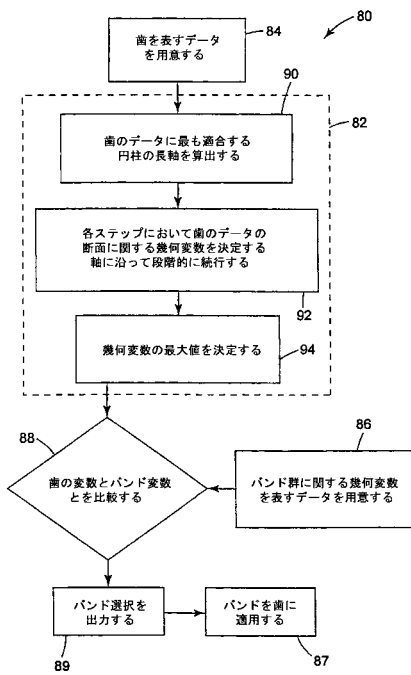 80
84
歯を表すデータ
を用意する
90
82
歯のデータに最も適合する
円柱の長軸を算出する
各ステップにおいて歯のデータの
断面に関する幾何変数を決定する
軸に沿って段階的に続行する
92
幾何変数の最大値を決定する
94
88
歯の変数とバンド変数
とを比較する
86
バンド群に関する幾何変数
を表すデータを用意する
バンド選択を
出力する
89
バンドを歯に
適用する
87